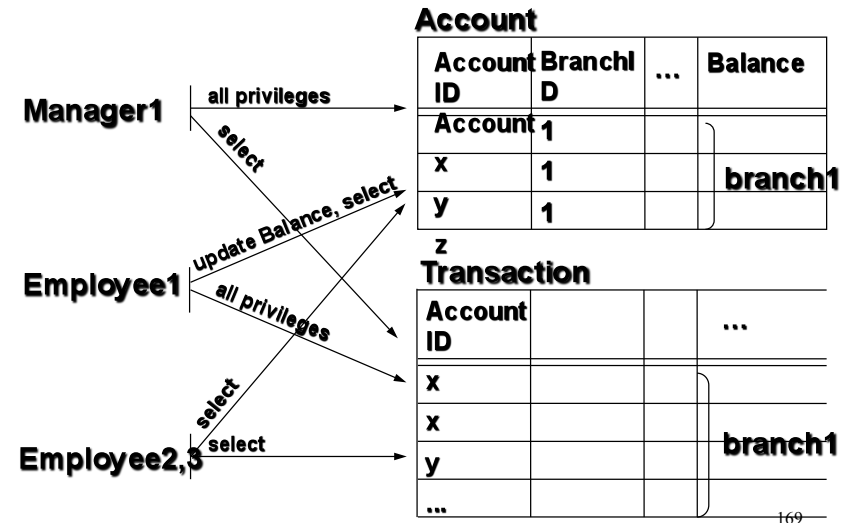 Account
Account ID
BranchID
...
Balance
Account
x
y
z
1
1
1
branch1
Manager1
all privileges
select
Employee1
update Balance, select
all privileges
Employee2,3
select
select
Transaction
Account
ID
...
x
x
y
...
branch1
169